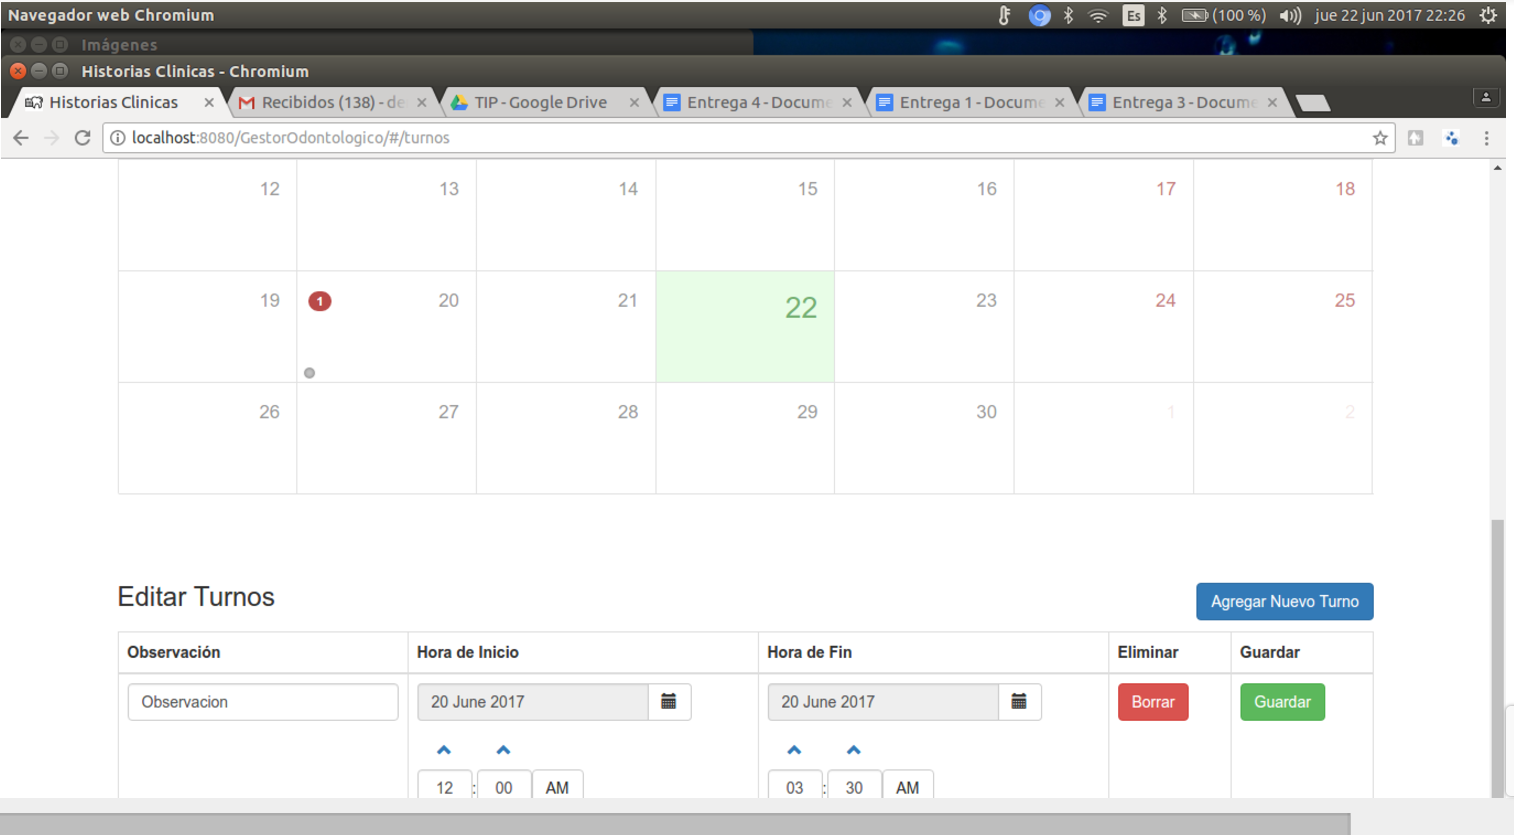 Navegador web Chromium
Es (100 %) jue 22 jun 2017 22:26
Imágenes
Historias Clinicas - Chromium
Historias Clinicas × Recibidos (138) - de × TIP - Google Drive × Entrega 4 - Docume × Entrega 1 - Docume × Entrega 3 - Docume ×
localhost:8080/GestorOdontologico/#/turnos
12 13 14 15 16 17 18
19 1 20 21 22 23 24 25
26 27 28 29 30 1 2
Editar Turnos
Agregar Nuevo Turno
Observación Hora de Inicio Hora de Fin Eliminar Guardar
Observacion 20 June 2017 20 June 2017 Borrar Guardar
12 : 00 AM 03 : 30 AM